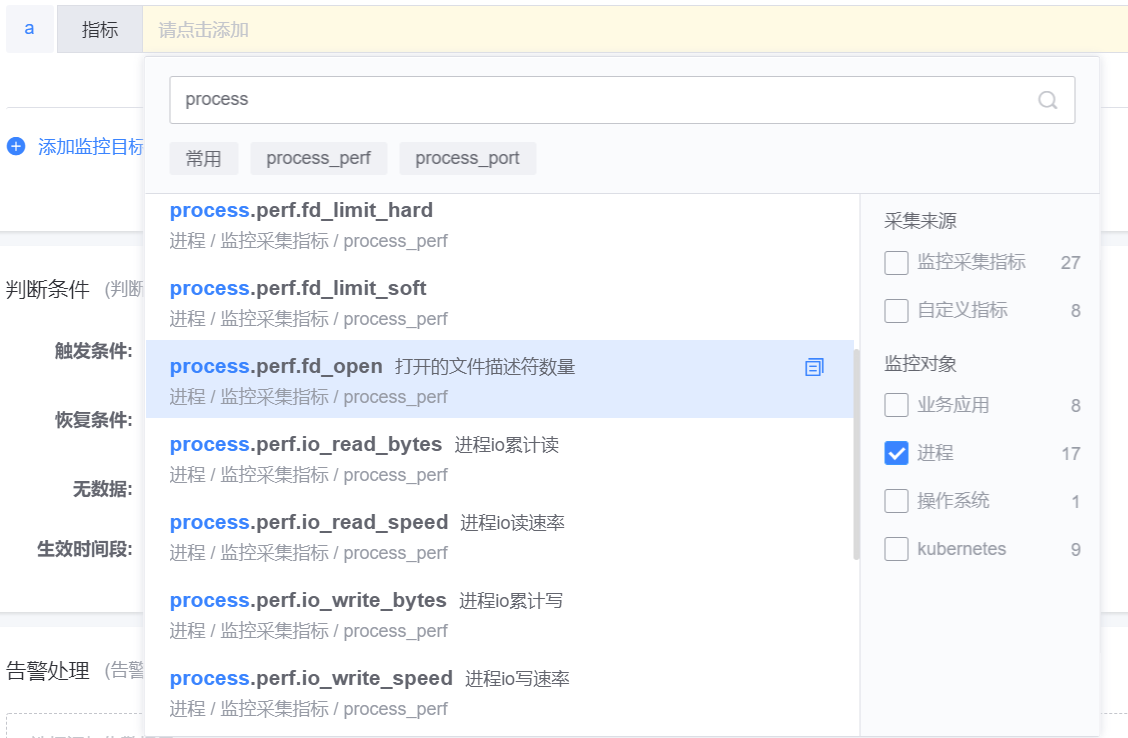 a 指标 请点击添加
process
常用 process_perf process_port
添加监控目标
process.perf.fd_limit_hard
进程 / 监控采集指标 / process_perf
process.perf.fd_limit_soft
进程 / 监控采集指标 / process_perf
process.perf.fd_open 打开的文件描述符数量
进程 / 监控采集指标 / process_perf
process.perf.io_read_bytes 进程io累计读
进程 / 监控采集指标 / process_perf
process.perf.io_read_speed 进程io读速率
进程 / 监控采集指标 / process_perf
process.perf.io_write_bytes 进程io累计写
进程 / 监控采集指标 / process_perf
process.perf.io_write_speed 进程io写速率
进程 / 监控采集指标 / process_perf
采集来源
监控采集指标 27
自定义指标 8
监控对象
业务应用 8
进程 17
操作系统 1
kubernetes 9
判断条件 (判断
触发条件:
恢复条件:
无数据:
生效时间段:
告警处理 (告警